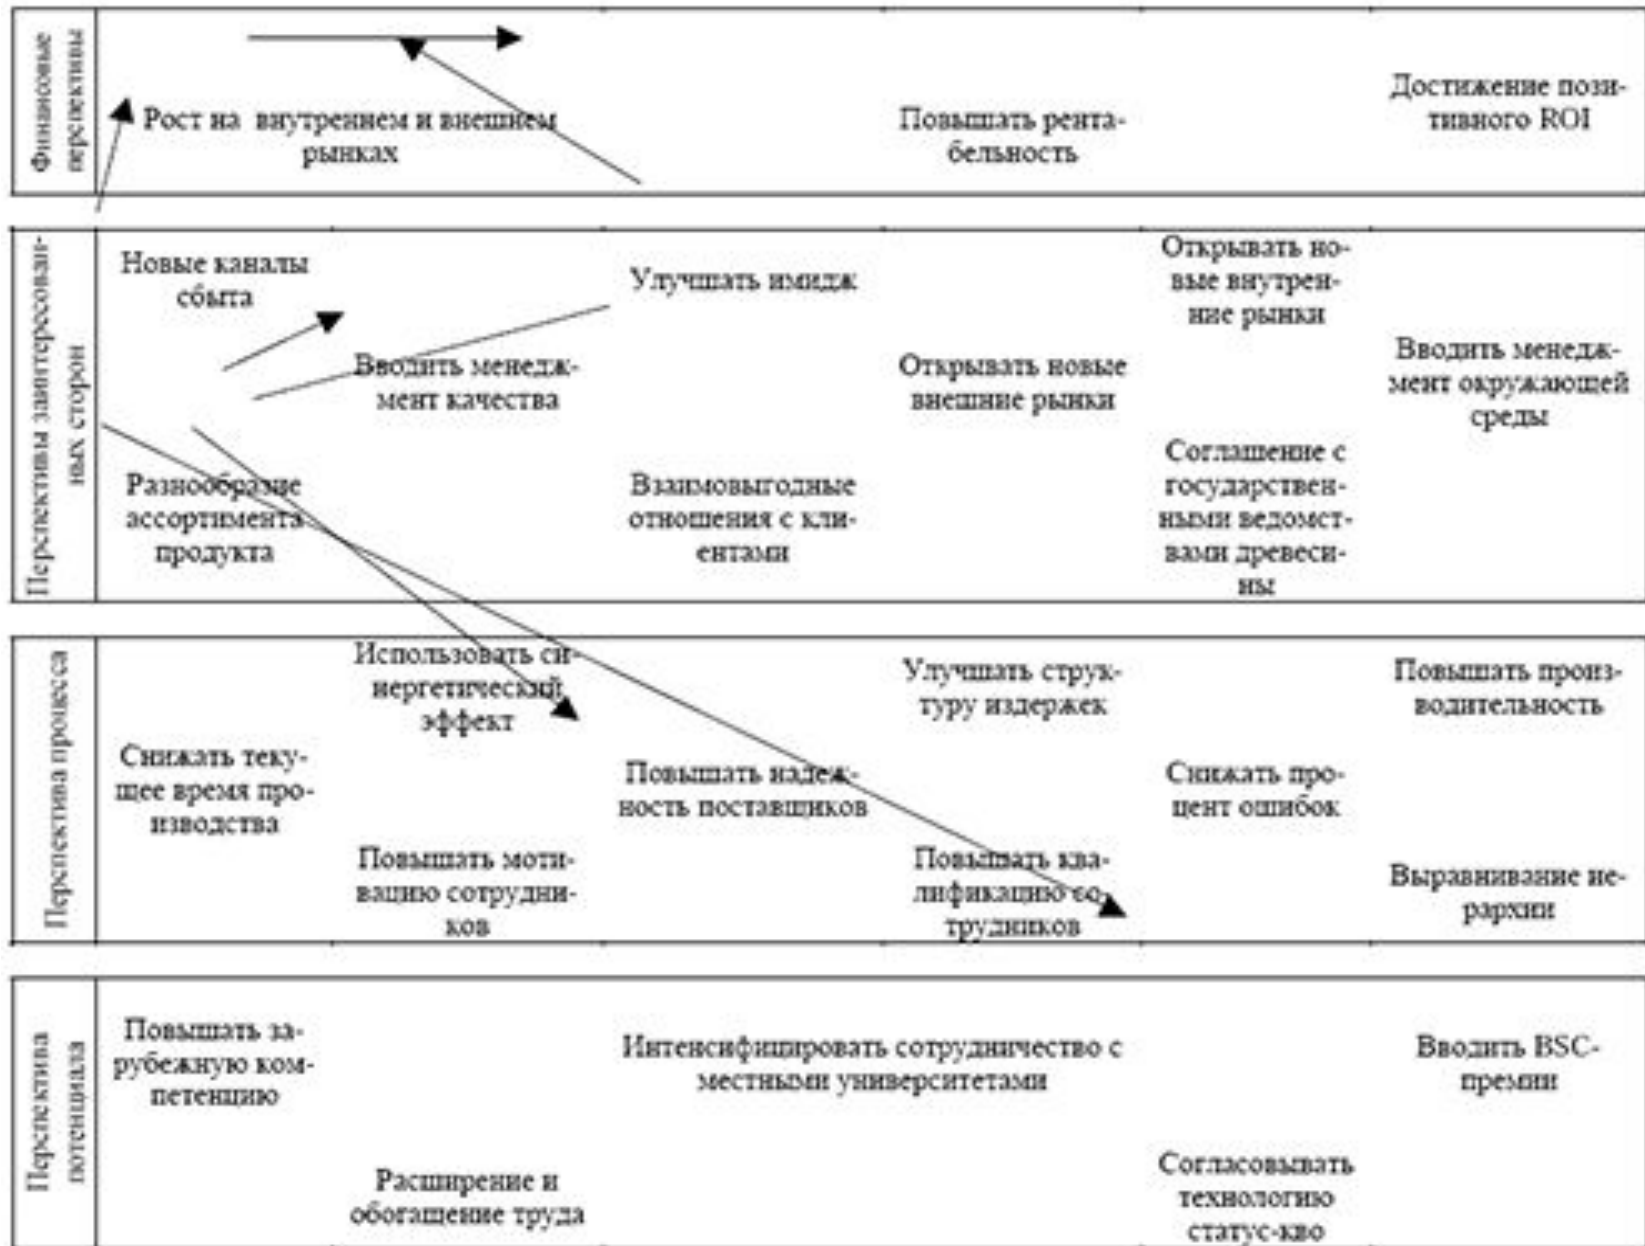 Финансовые
перспективы
Рост на внутреннем и внешнем
рынках
Повышать рента-
бельность
Достижение пози-
тивного ROI
Перспективы заинтересован-
ных сторон
Новые каналы
сбыта
Вводить менедж-
мент качества
Разнообразие
ассортимента
продукта
Улучшать имидж
Взаимовыгодные
отношения с кли-
ентами
Открывать новые
внешние рынки
Открывать но-
вые внутрен-
ние рынки
Соглашение с
государствен-
ными ведомст-
вами древеси-
ны
Вводить менедж-
мент окружающей
среды
Перспектива процесса
Снижать теку-
щее время про-
изводства
Использовать си-
нергетический
эффект
Повышать моти-
вацию сотрудни-
ков
Повышать надеж-
ность поставщиков
Улучшать струк-
туру издержек
Повышать ква-
лификацию со-
трудников
Снижать про-
цент ошибок
Повышать произ-
водительность
Выравнивание ие-
рархии
Перспектива
потенциала
Повышать за-
рубежную ком-
петенцию
Расширение и
обогащение труда
Интенсифицировать сотрудничество с
местными университетами
Согласовывать
технологию
статус-кво
Вводить BSC-
премии